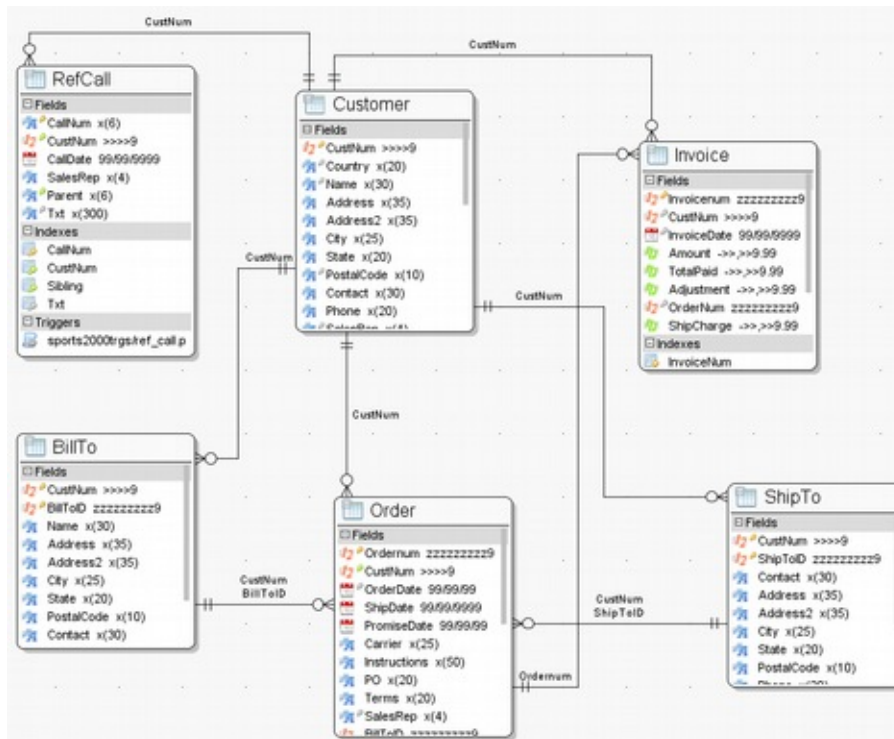 CustNum
CustNum
RefCall
Fields
CallNum x(6)
CustNum >>>>9
CallDate 99/99/9999
SalesRep x(4)
Parent x(6)
Txt x(300)
Indexes
CallNum
CustNum
Sibling
Txt
Triggers
sports2000trgs/ref_call.p
Customer
Fields
CustNum >>>>9
Country x(20)
Name x(30)
Address x(35)
Address2 x(35)
City x(25)
State x(20)
PostalCode x(10)
Contact x(30)
Phone x(20)
SalesRep x(4)
Invoice
Fields
Invoicenum zzzzzzzzz9
CustNum >>>>9
InvoiceDate 99/99/9999
Amount ->>,>>9.99
TotalPaid ->>,>>9.99
Adjustment ->>,>>9.99
OrderNum zzzzzzzzz9
ShipCharge ->>,>>9.99
Indexes
InvoiceNum
CustNum
CustNum
CustNum
BillTo
Fields
CustNum >>>>9
BillToID zzzzzzzzz9
Name x(30)
Address x(35)
Address2 x(35)
City x(25)
State x(20)
PostalCode x(10)
Contact x(30)
CustNum
BillToID
Order
Fields
Ordernum zzzzzzzzz9
CustNum >>>>9
OrderDate 99/99/99
ShipDate 99/99/9999
PromiseDate 99/99/99
Carrier x(25)
Instructions x(50)
PO x(20)
Terms x(20)
SalesRep x(4)
BillToID zzzzzzzzz9
CustNum
ShipToID
Ordernum
ShipTo
Fields
CustNum >>>>9
ShipToID zzzzzzzzz9
Contact x(30)
Address x(35)
Address2 x(35)
City x(25)
State x(20)
PostalCode x(10)
Phone x(20)